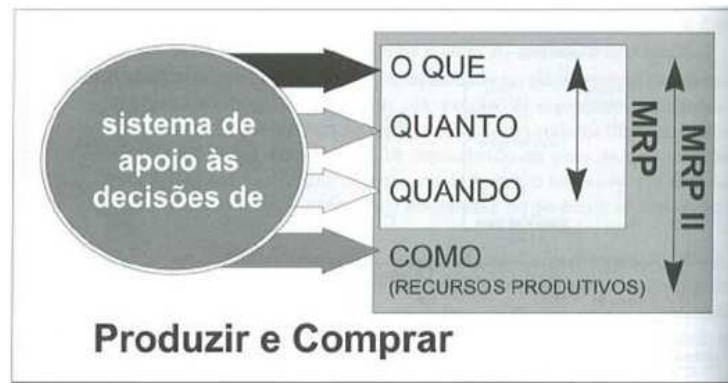 sistema de
apoio às
decisões de
O QUE
QUANTO
QUANDO
COMO
(RECURSOS PRODUTIVOS)
MRP
MRP II
Produzir e Comprar